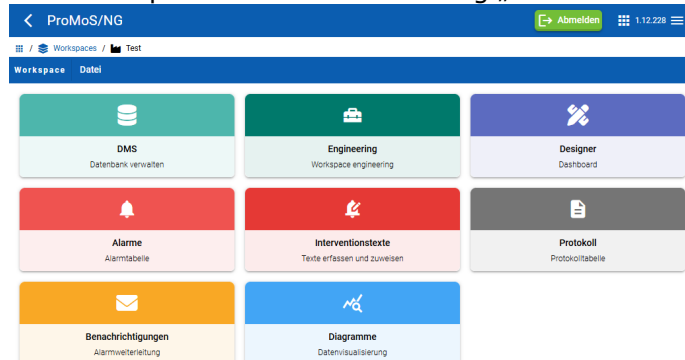 ProMoS/NG
Abmelden
1.12.228
/ Workspaces / Test
Workspace Datei
DMS
Datenbank verwalten
Engineering
Workspace engineering
Designer
Dashboard
Alarme
Alarmtabelle
Interventionstexte
Texte erfassen und zuweisen
Protokoll
Protokolltabelle
Benachrichtigungen
Alarmweiterleitung
Diagramme
Datenvisualisierung